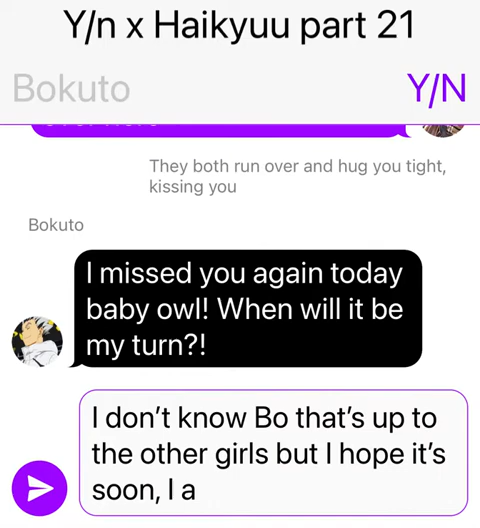 Y/n x Haikyuu part 21
Bokuto
Y/N
They both run over and hug you tight,
kissing you
Bokuto
I missed you again today
baby owl! When will it be
my turn?!
I don't know Bo that's up to
the other girls but I hope it's
soon, I a